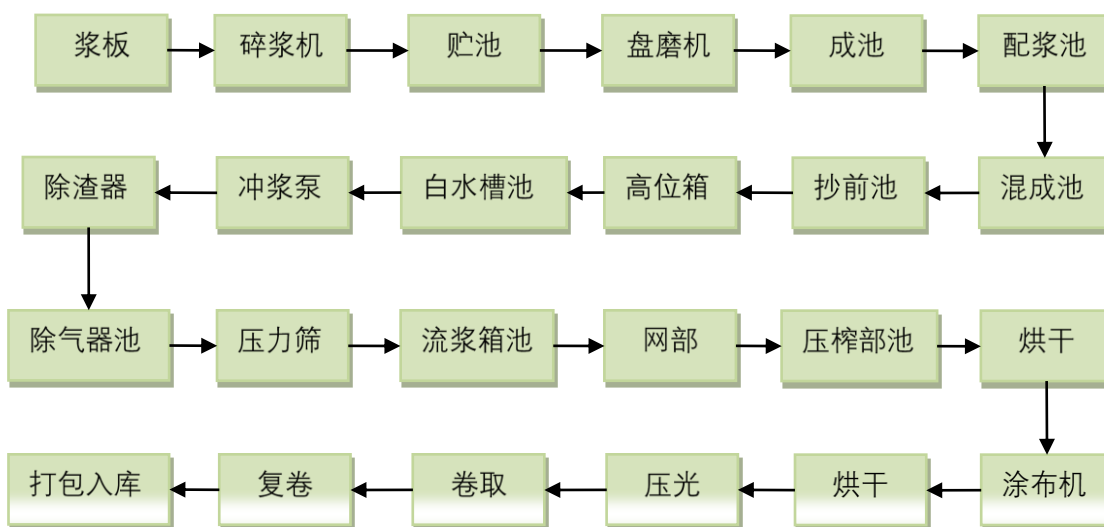 浆板
碎浆机
贮池
盘磨机
成池
配浆池
混成池
抄前池
高位箱
白水槽池
冲浆泵
除渣器
除气器池
压力筛
流浆箱池
网部
压榨部池
烘干
涂布机
烘干
压光
卷取
复卷
打包入库